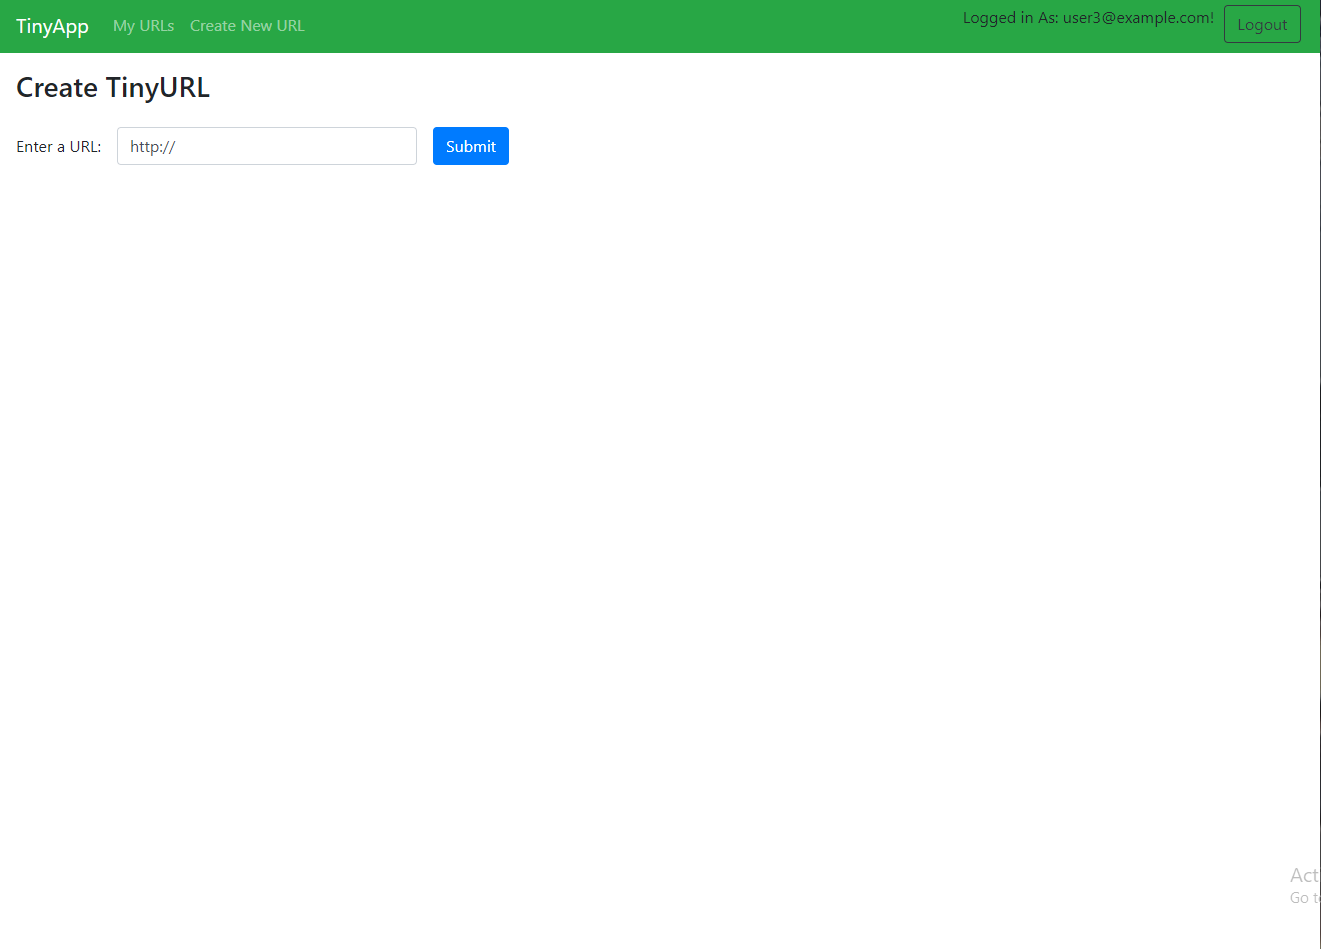 TinyApp My URLs Create New URL Logged in As: user3@example.com! Logout
Create TinyURL
Enter a URL: http:// Submit
Act
Go t